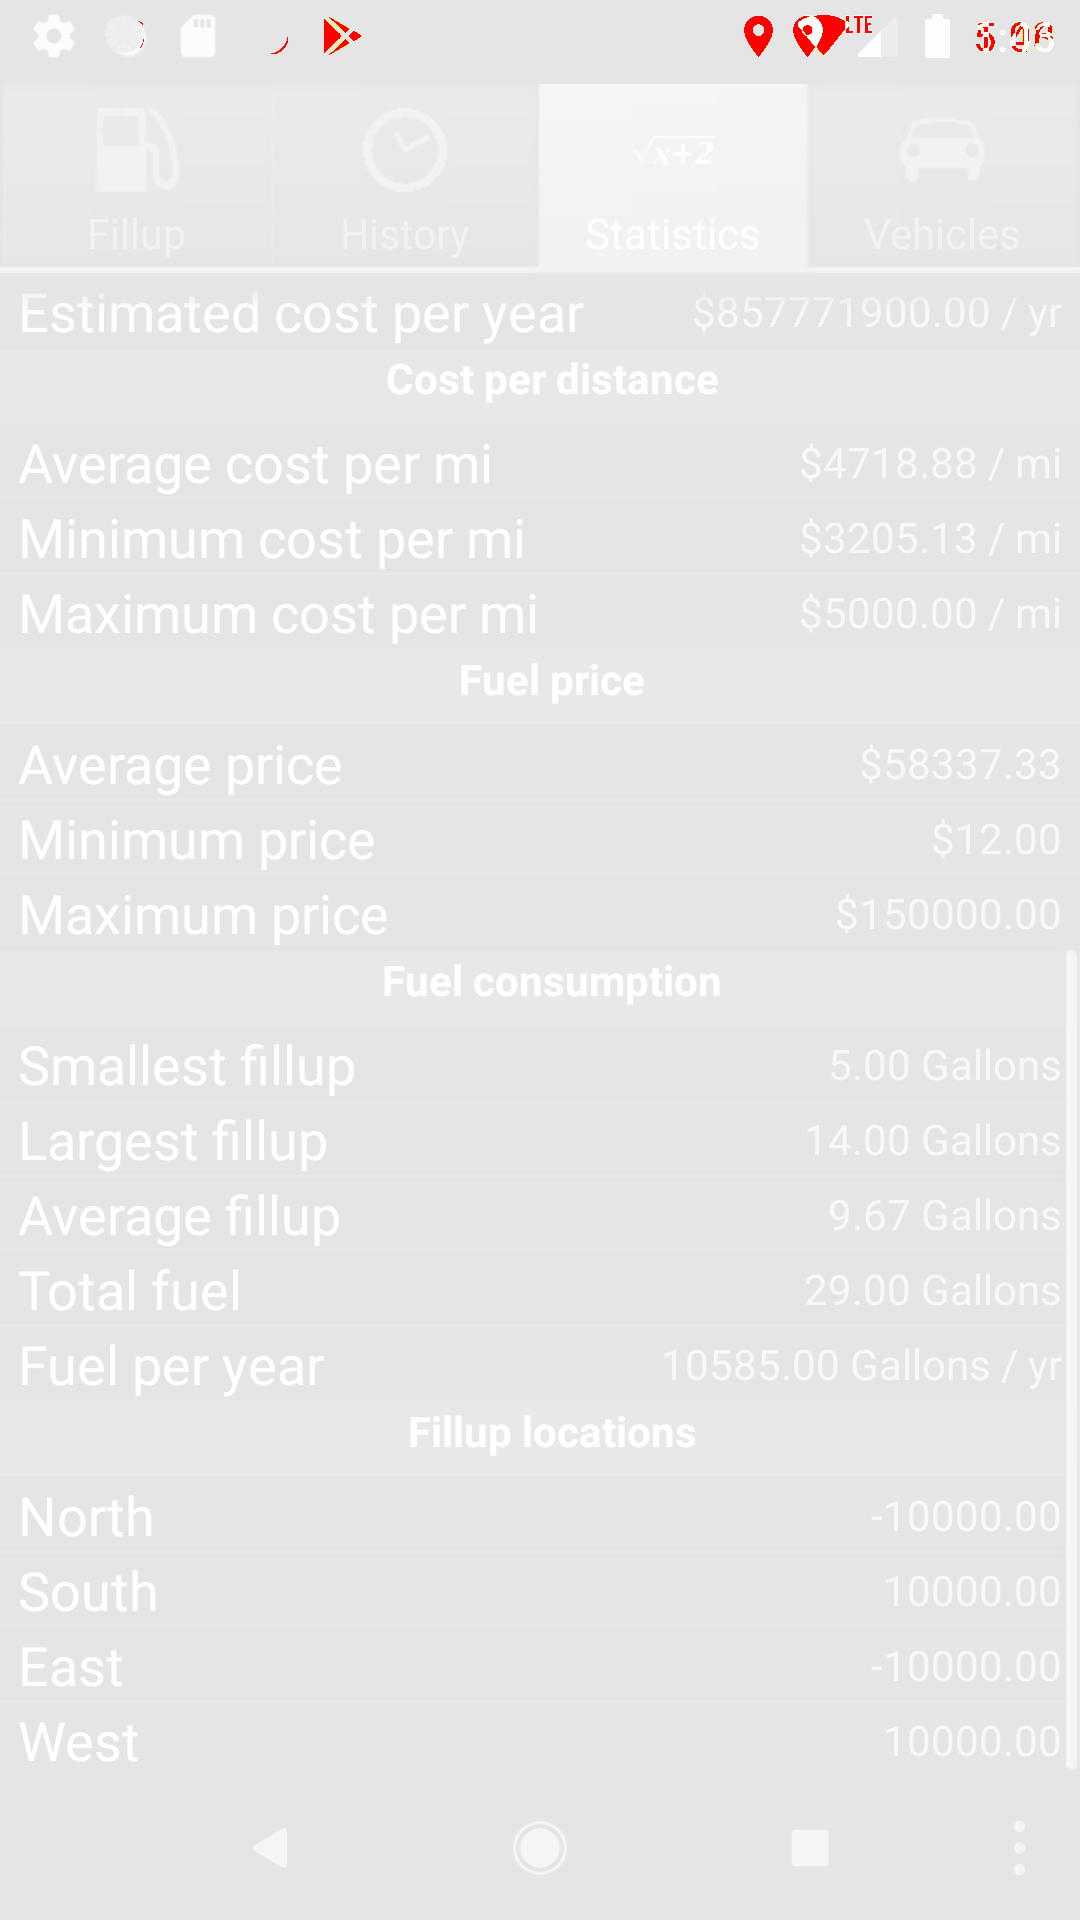 LTE
Fillup
History
√x+2
Statistics
Vehicles
Estimated cost per year $857771900.00 / yr
Cost per distance
Average cost per mi $4718.88 / mi
Minimum cost per mi $3205.13 / mi
Maximum cost per mi $5000.00 / mi
Fuel price
Average price $58337.33
Minimum price $12.00
Maximum price $150000.00
Fuel consumption
Smallest fillup 5.00 Gallons
Largest fillup 14.00 Gallons
Average fillup 9.67 Gallons
Total fuel 29.00 Gallons
Fuel per year 10585.00 Gallons / yr
Fillup locations
North -10000.00
South 10000.00
East -10000.00
West 10000.00